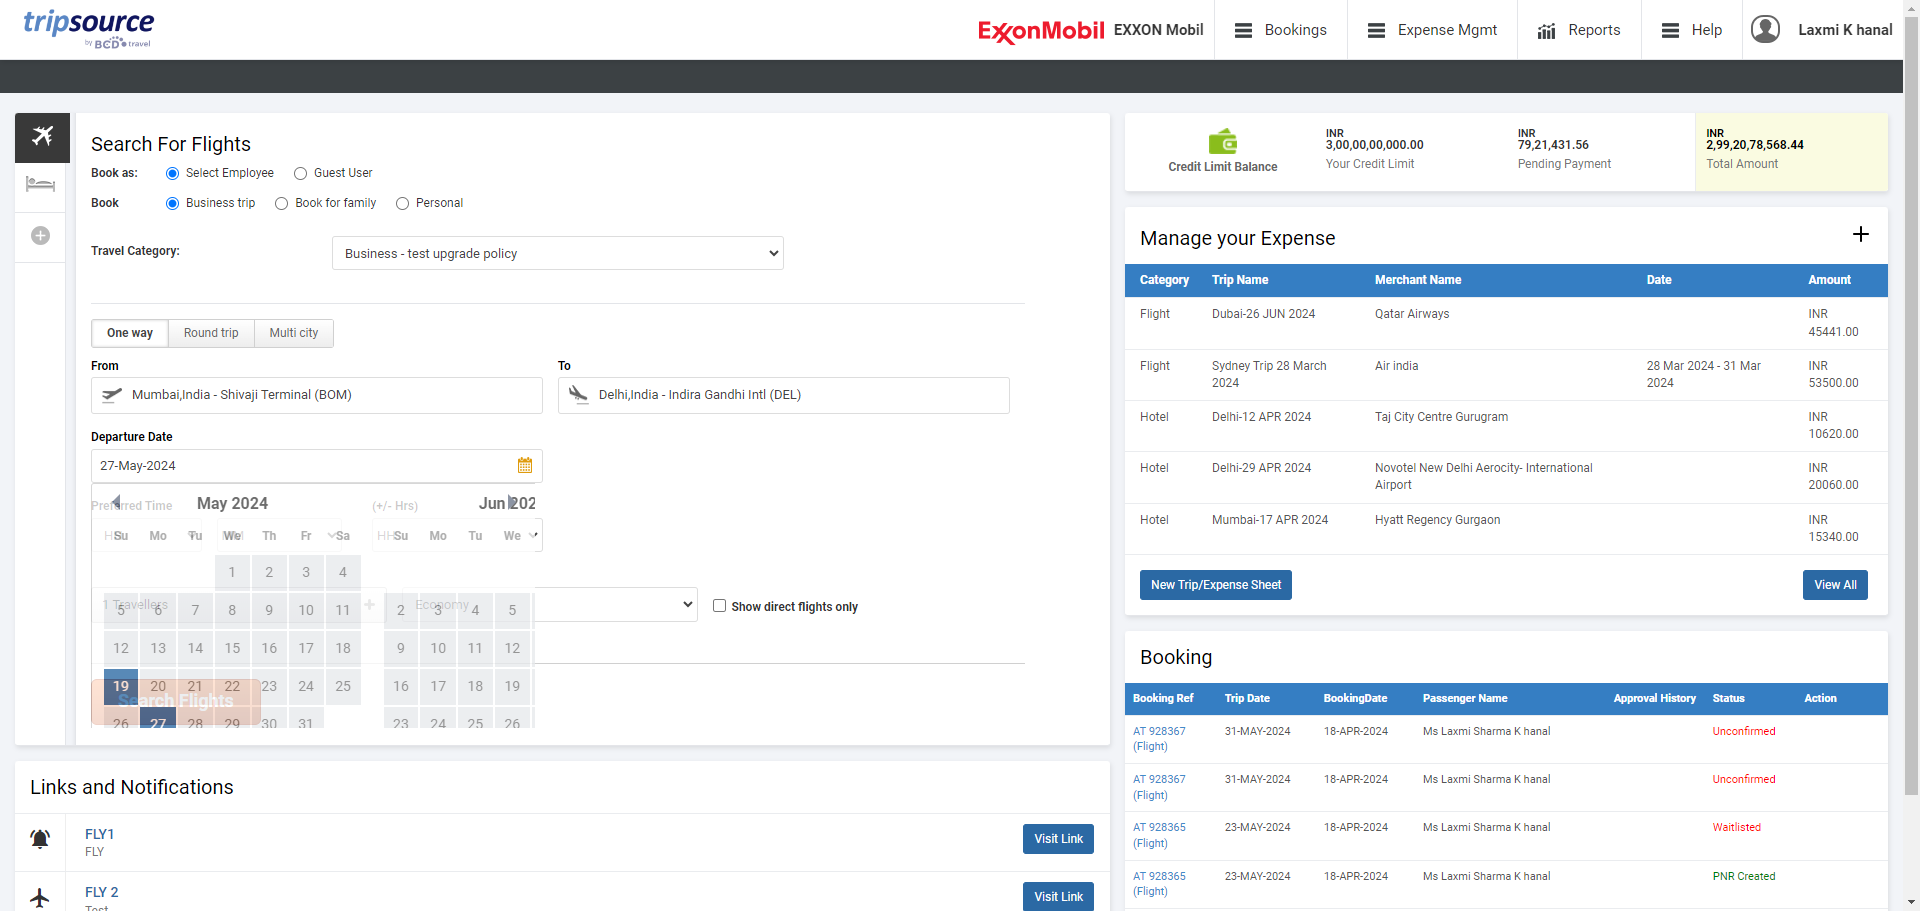 tripsource
by BCD travel
ExxonMobil EXXON Mobil
Bookings
Expense Mgmt
Reports
Help
Laxmi K hanal
Search For Flights
Book as: Select Employee Guest User
Book Business trip Book for family Personal
Travel Category: Business - test upgrade policy
One way Round trip Multi city
From To
Mumbai,India - Shivaji Terminal (BOM) Delhi,India - Indira Gandhi Intl (DEL)
Departure Date
27-May-2024
Preferred Time May 2024 (+/- Hrs) Jun 202
Su Mo Tu We Th Fr Sa HH Su Mo Tu We
1 2 3 4
1 Travellers Economy
5 6 7 8 9 10 11 2 3 4 5
Show direct flights only
12 13 14 15 16 17 18 9 10 11 12
19 20 21 22 23 24 25 16 17 18 19
Search Flights
26 27 28 29 30 31 23 24 25 26
Links and Notifications
FLY1
FLY
Visit Link
FLY 2
Test
Visit Link
Credit Limit Balance
INR
3,00,00,00,000.00
Your Credit Limit
INR
79,21,431.56
Pending Payment
INR
2,99,20,78,568.44
Total Amount
Manage your Expense
Category Trip Name Merchant Name Date Amount
Flight Dubai-26 JUN 2024 Qatar Airways INR
45441.00
Flight Sydney Trip 28 March Air india 28 Mar 2024 - 31 Mar INR
2024 2024 53500.00
Hotel Delhi-12 APR 2024 Taj City Centre Gurugram INR
10620.00
Hotel Delhi-29 APR 2024 Novotel New Delhi Aerocity- International INR
Airport 20060.00
Hotel Mumbai-17 APR 2024 Hyatt Regency Gurgaon INR
15340.00
New Trip/Expense Sheet View All
Booking
Booking Ref Trip Date BookingDate Passenger Name Approval History Status Action
AT 928367 31-MAY-2024 18-APR-2024 Ms Laxmi Sharma K hanal Unconfirmed
(Flight)
AT 928367 31-MAY-2024 18-APR-2024 Ms Laxmi Sharma K hanal Unconfirmed
(Flight)
AT 928365 23-MAY-2024 18-APR-2024 Ms Laxmi Sharma K hanal Waitlisted
(Flight)
AT 928365 23-MAY-2024 18-APR-2024 Ms Laxmi Sharma K hanal PNR Created
(Flight)